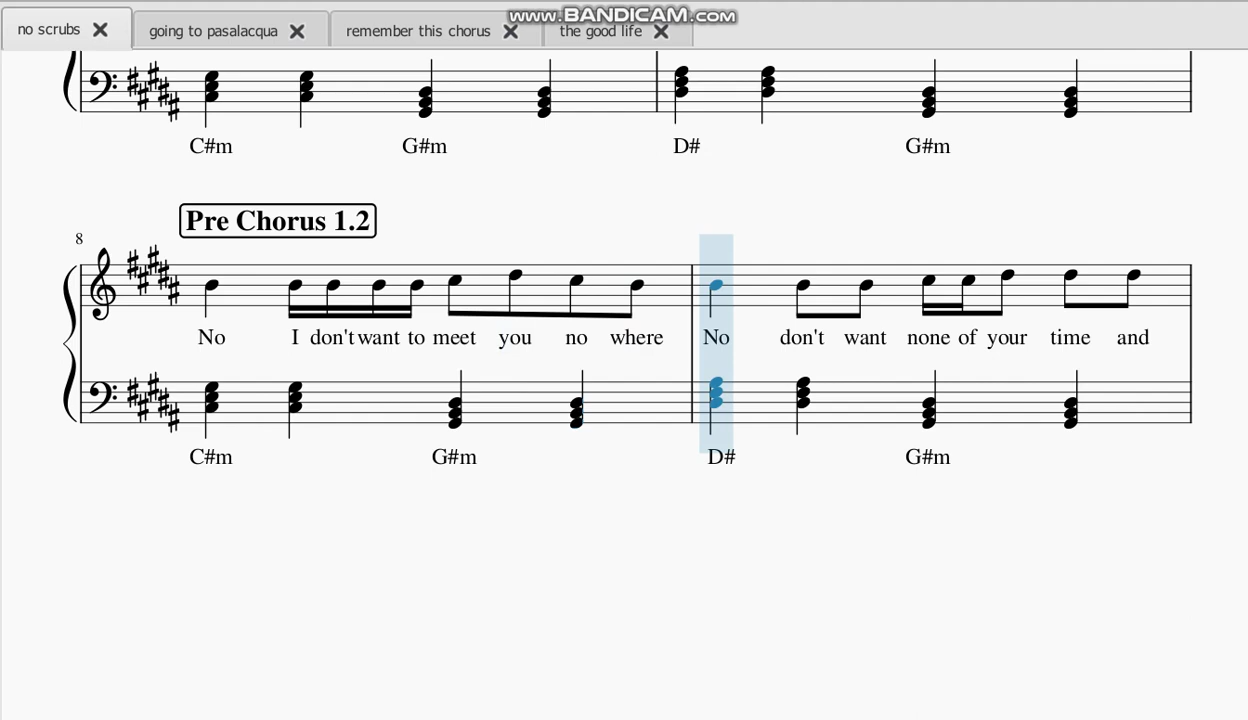 www.BANDICAM.com
no scrubs going to pasalacqua remember this chorus the good life
C#m G#m D# G#m
Pre Chorus 1.2
8
No I don't want to meet you no where No don't want none of your time and
C#m G#m D# G#m